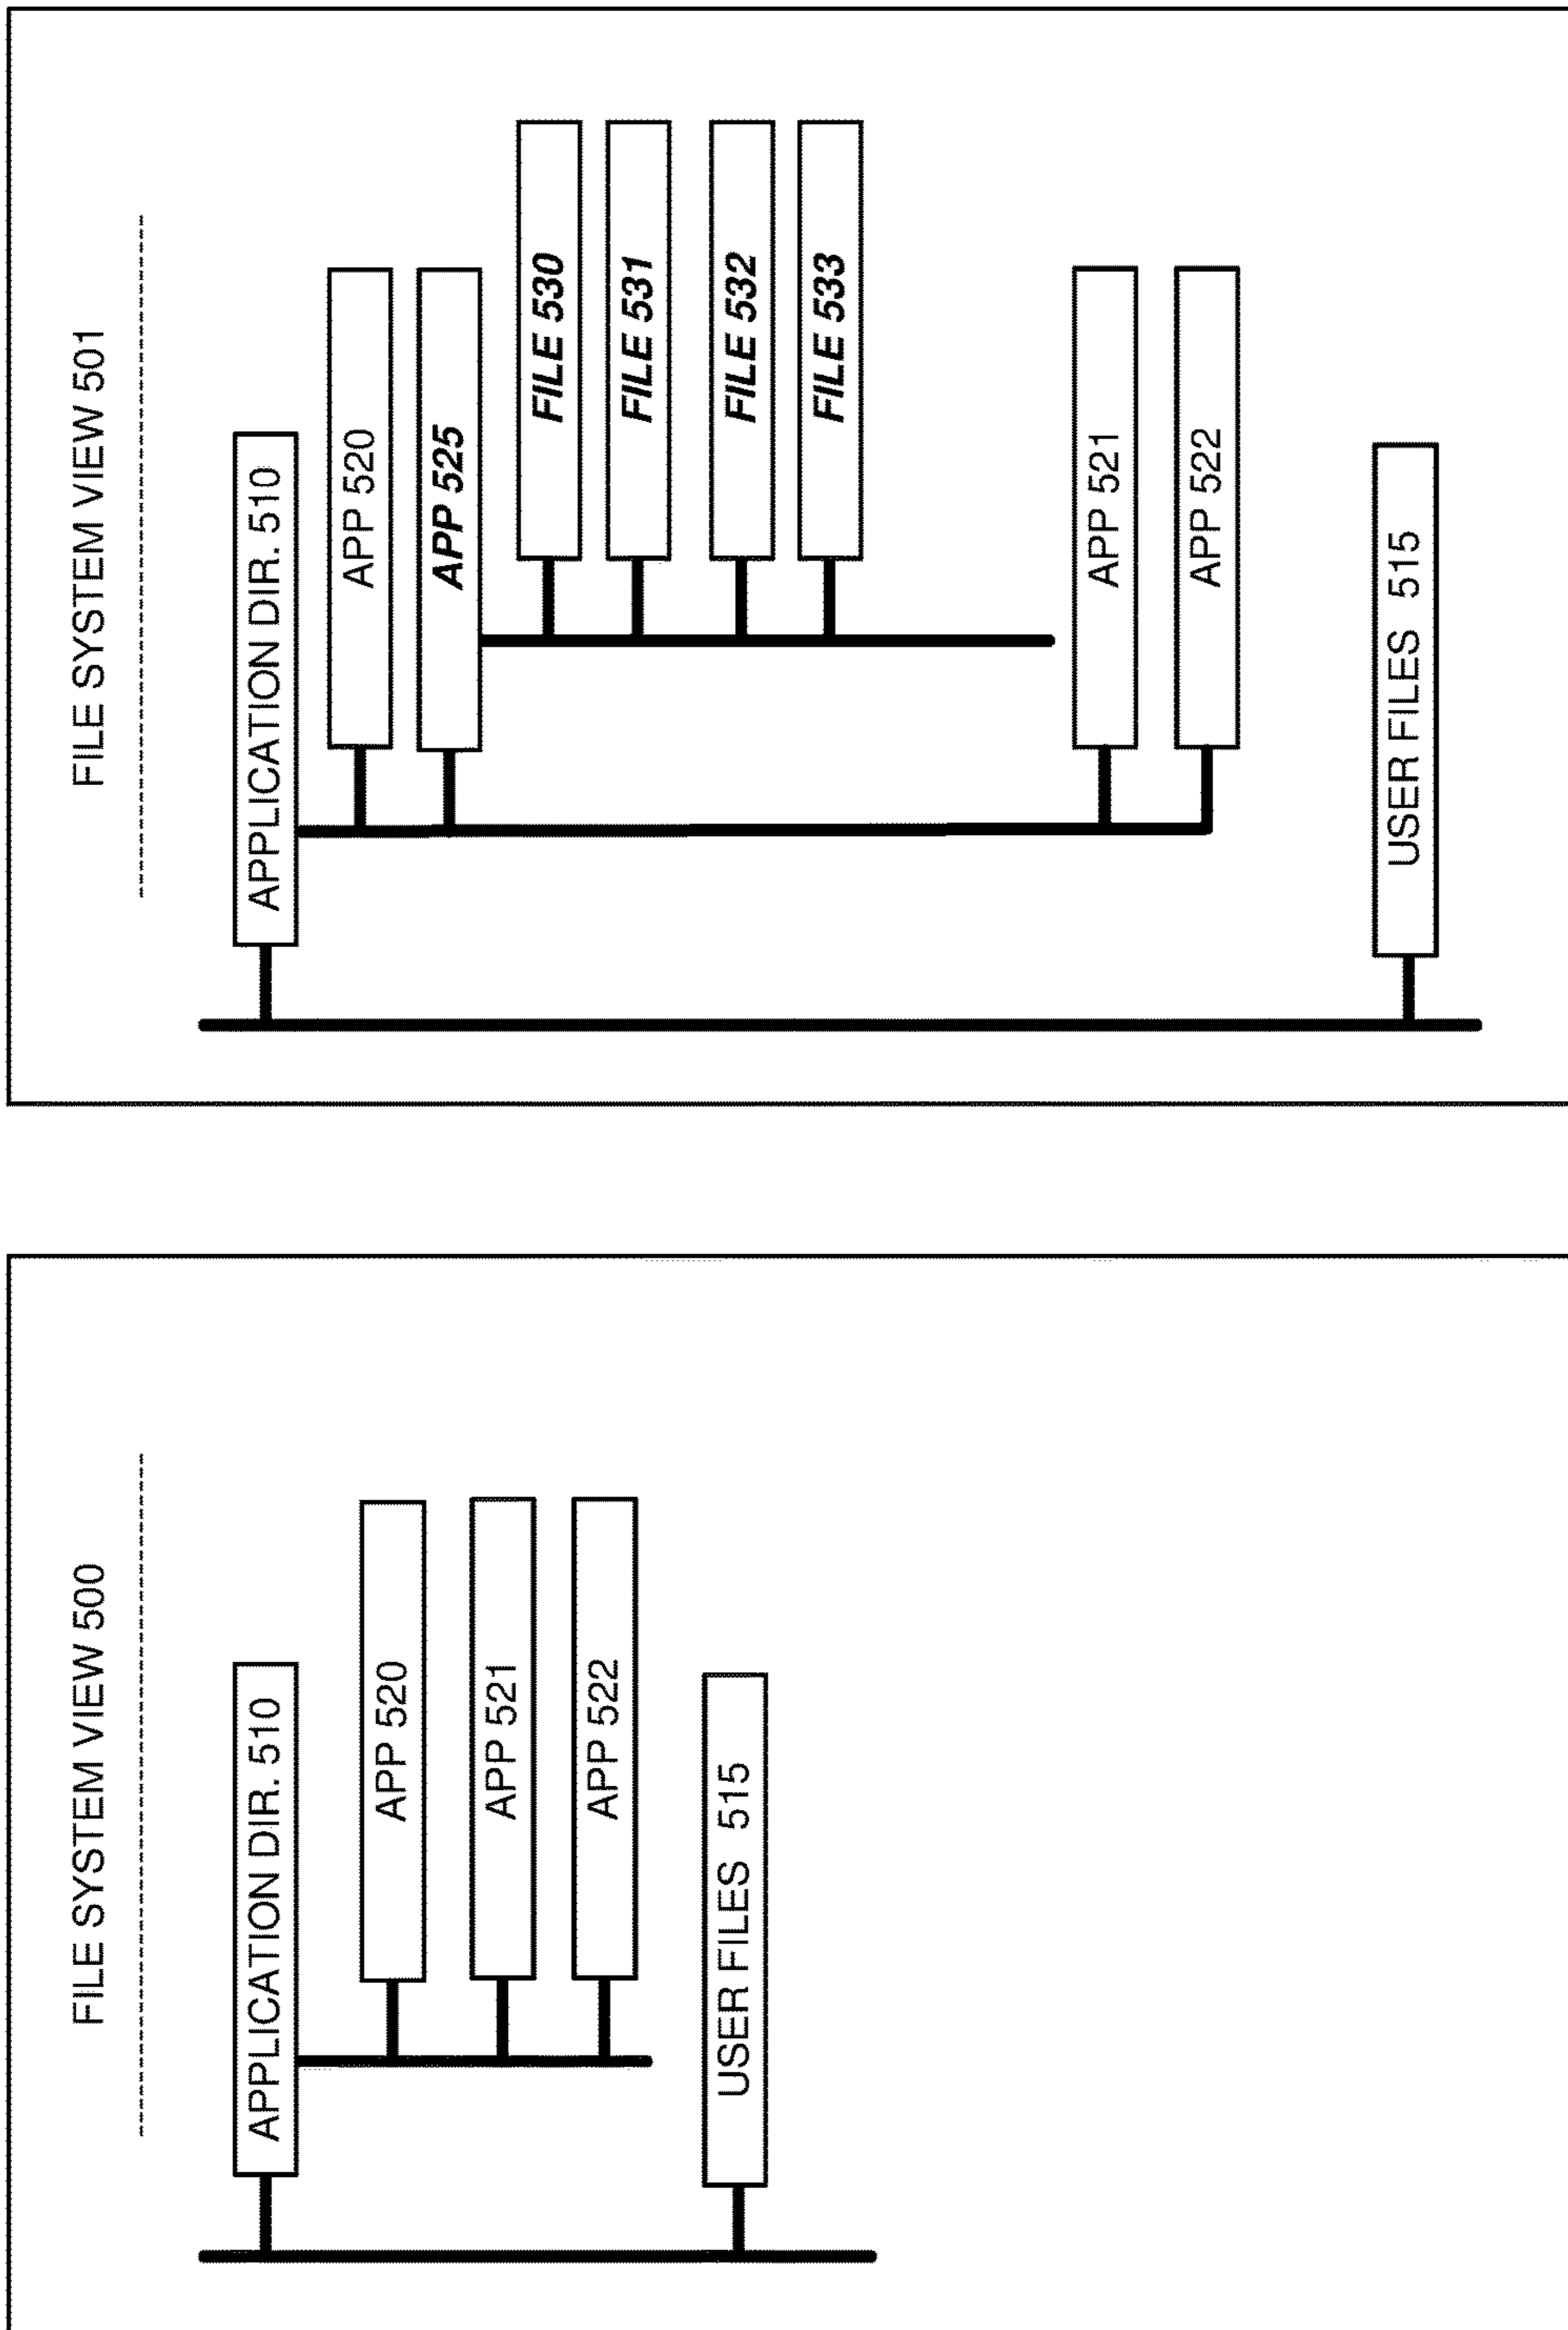 FILE SYSTEM VIEW 500
APPLICATION DIR. 510
APP 520
APP 521
APP 522
USER FILES 515
FILE SYSTEM VIEW 501
APPLICATION DIR. 510
APP 520
APP 525
FILE 530
FILE 531
FILE 532
FILE 533
APP 521
APP 522
USER FILES 515